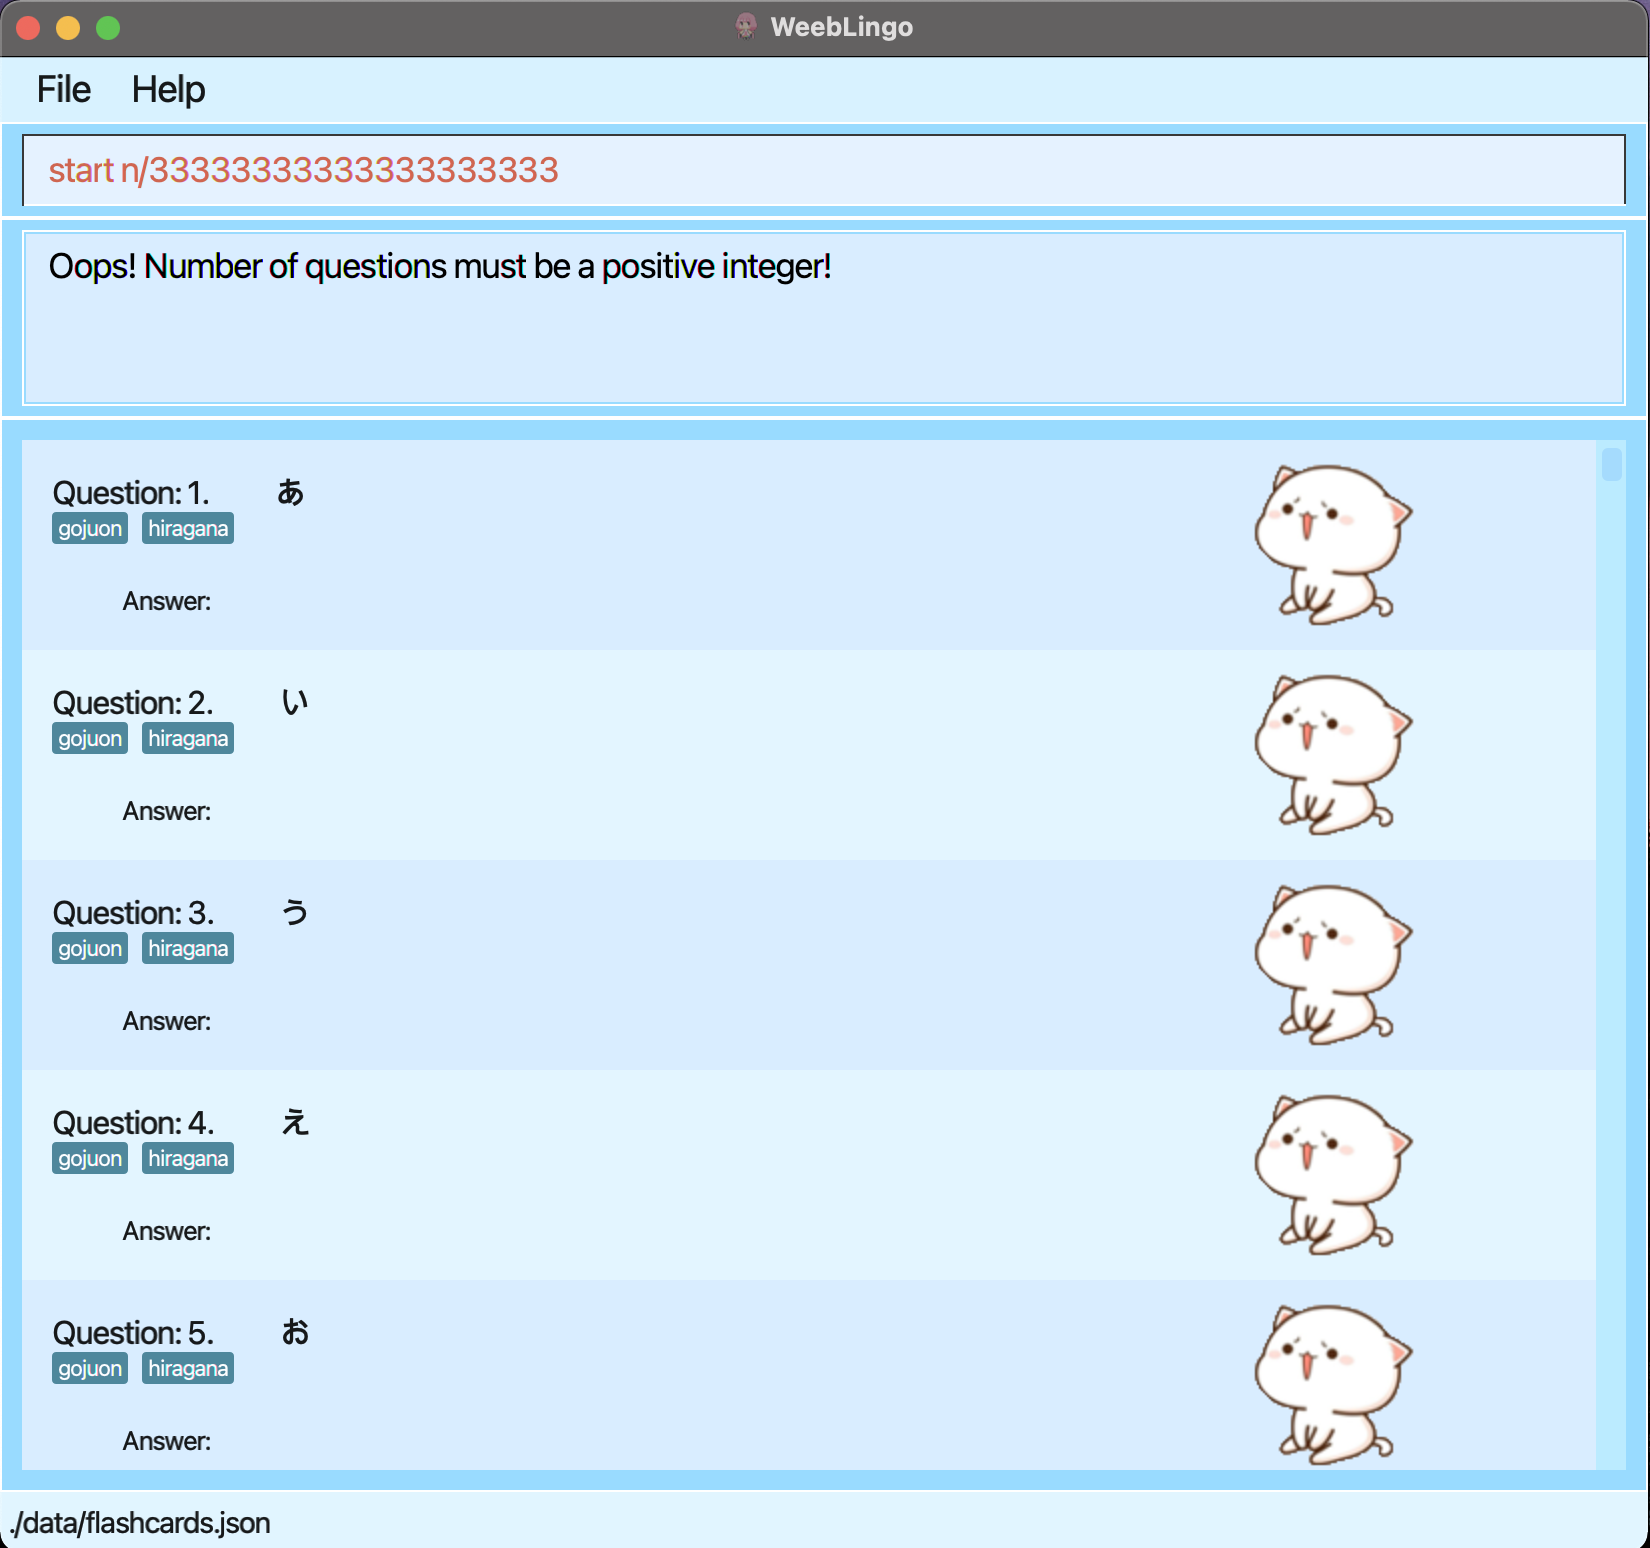 WeebLingo
File Help
start n/33333333333333333333
Oops! Number of questions must be a positive integer!
Question: 1. あ
gojuon hiragana
Answer:
Question: 2. い
gojuon hiragana
Answer:
Question: 3. う
gojuon hiragana
Answer:
Question: 4. え
gojuon hiragana
Answer:
Question: 5. お
gojuon hiragana
Answer:
./data/flashcards.json